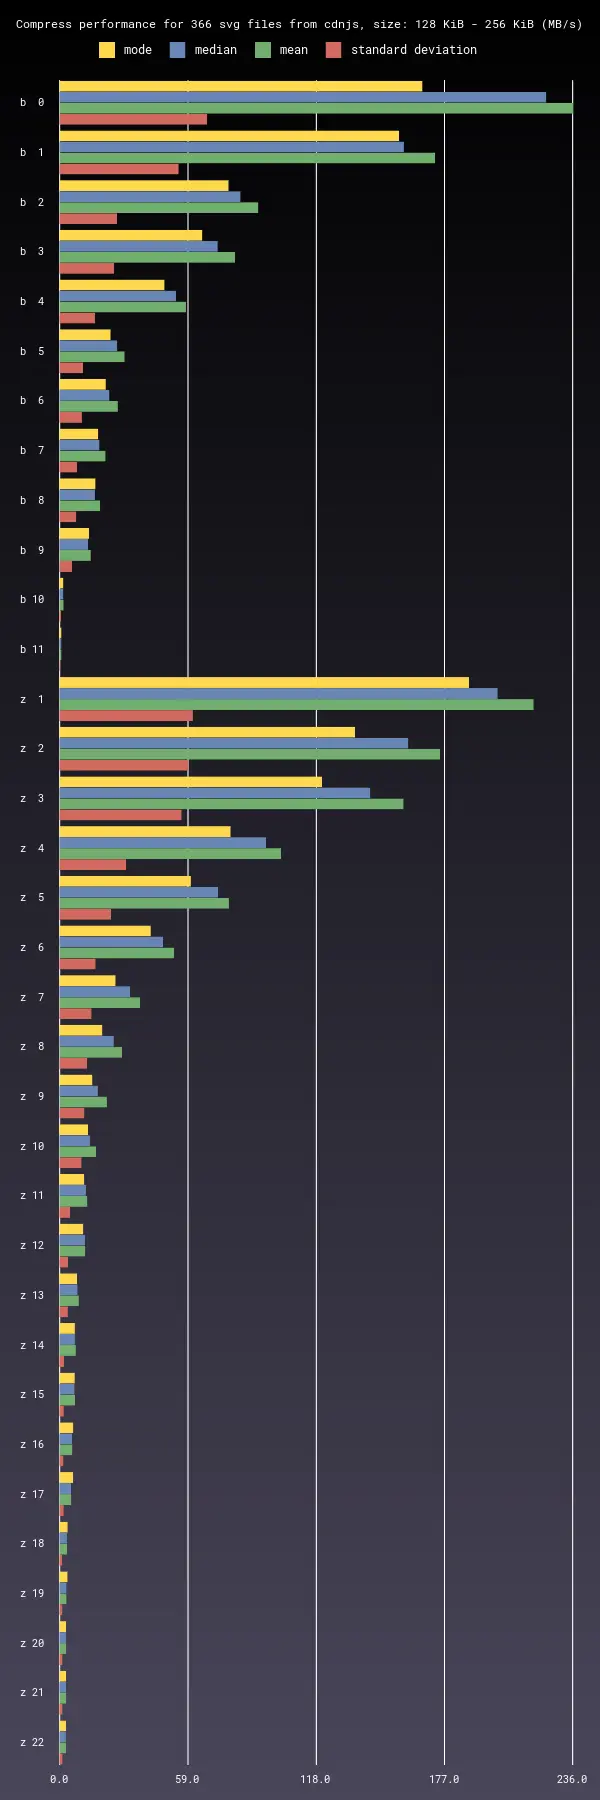 Compress performance for 366 svg files from cdnjs, size: 128 KiB - 256 KiB (MB/s)
mode median mean standard deviation
b 0
b 1
b 2
b 3
b 4
b 5
b 6
b 7
b 8
b 9
b 10
b 11
z 1
z 2
z 3
z 4
z 5
z 6
z 7
z 8
z 9
z 10
z 11
z 12
z 13
z 14
z 15
z 16
z 17
z 18
z 19
z 20
z 21
z 22
0.0 59.0 118.0 177.0 236.0